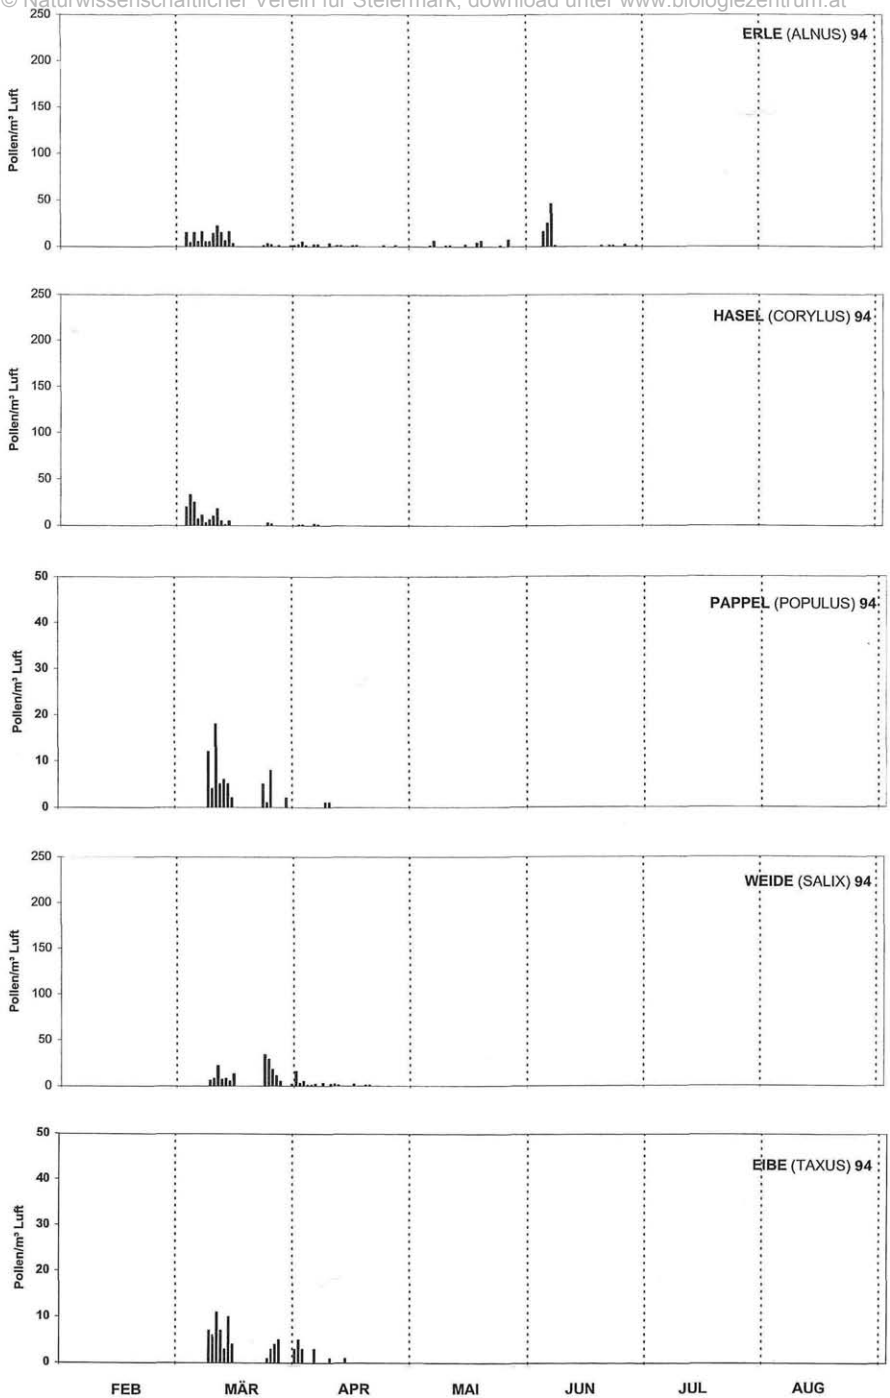 © Naturwissenschaftlicher Verein für Steiermark, download unter www.biologiezentrum.at
ERLE (ALNUS) 94
Pollen/m³ Luft
250
200
150
100
50
0
HASEL (CORYLUS) 94
Pollen/m³ Luft
250
200
150
100
50
0
PAPPEL (POPULUS) 94
Pollen/m³ Luft
50
40
30
20
10
0
WEIDE (SALIX) 94
Pollen/m³ Luft
250
200
150
100
50
0
EIBE (TAXUS) 94
Pollen/m³ Luft
50
40
30
20
10
0
FEB MÄR APR MAI JUN JUL AUG